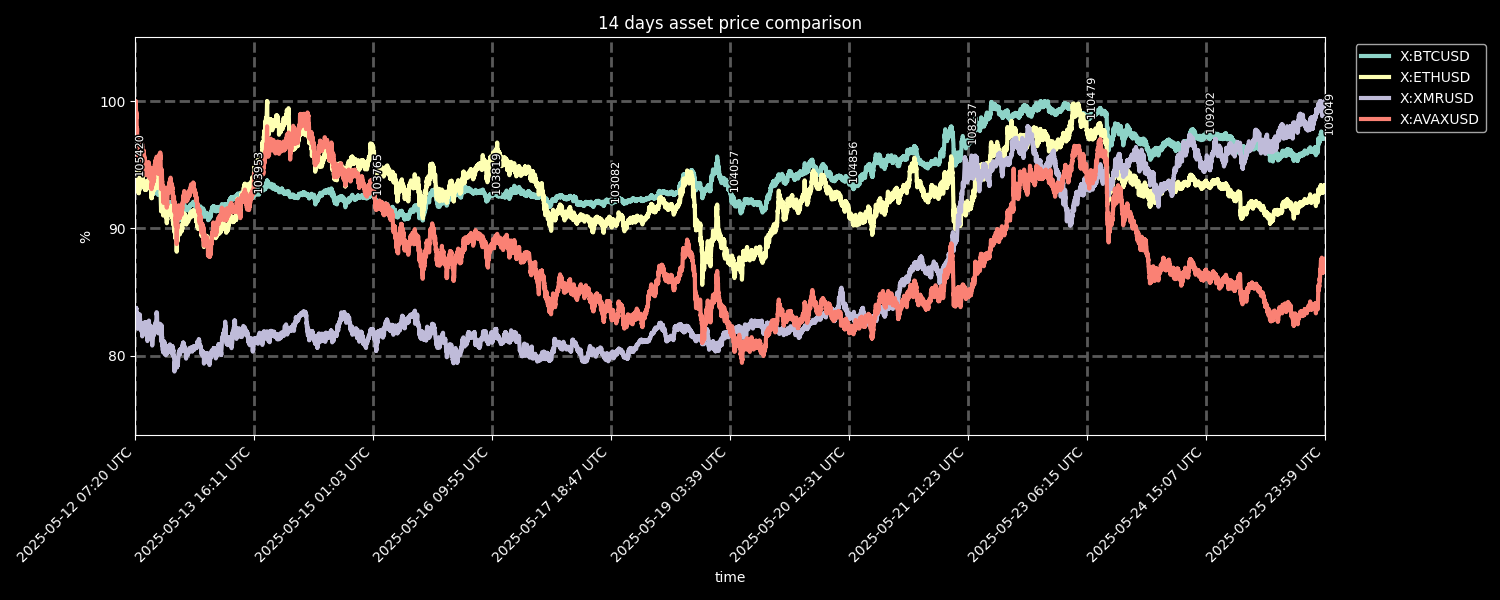 14 days asset price comparison
X:BTCUSD
X:ETHUSD
X:XMRUSD
X:AVAXUSD
100
90
80
%
105420
103953
103765
103819
1030822
104057
104856
108237
110479
109202
109049
2025-05-12 07:20 UTC
2025-05-13 16:11 UTC
2025-05-15 01:03 UTC
2025-05-16 09:55 UTC
2025-05-17 18:47 UTC
2025-05-19 03:39 UTC
2025-05-20 12:31 UTC
2025-05-21 21:23 UTC
2025-05-23 06:15 UTC
2025-05-24 15:07 UTC
2025-05-25 23:59 UTC
time